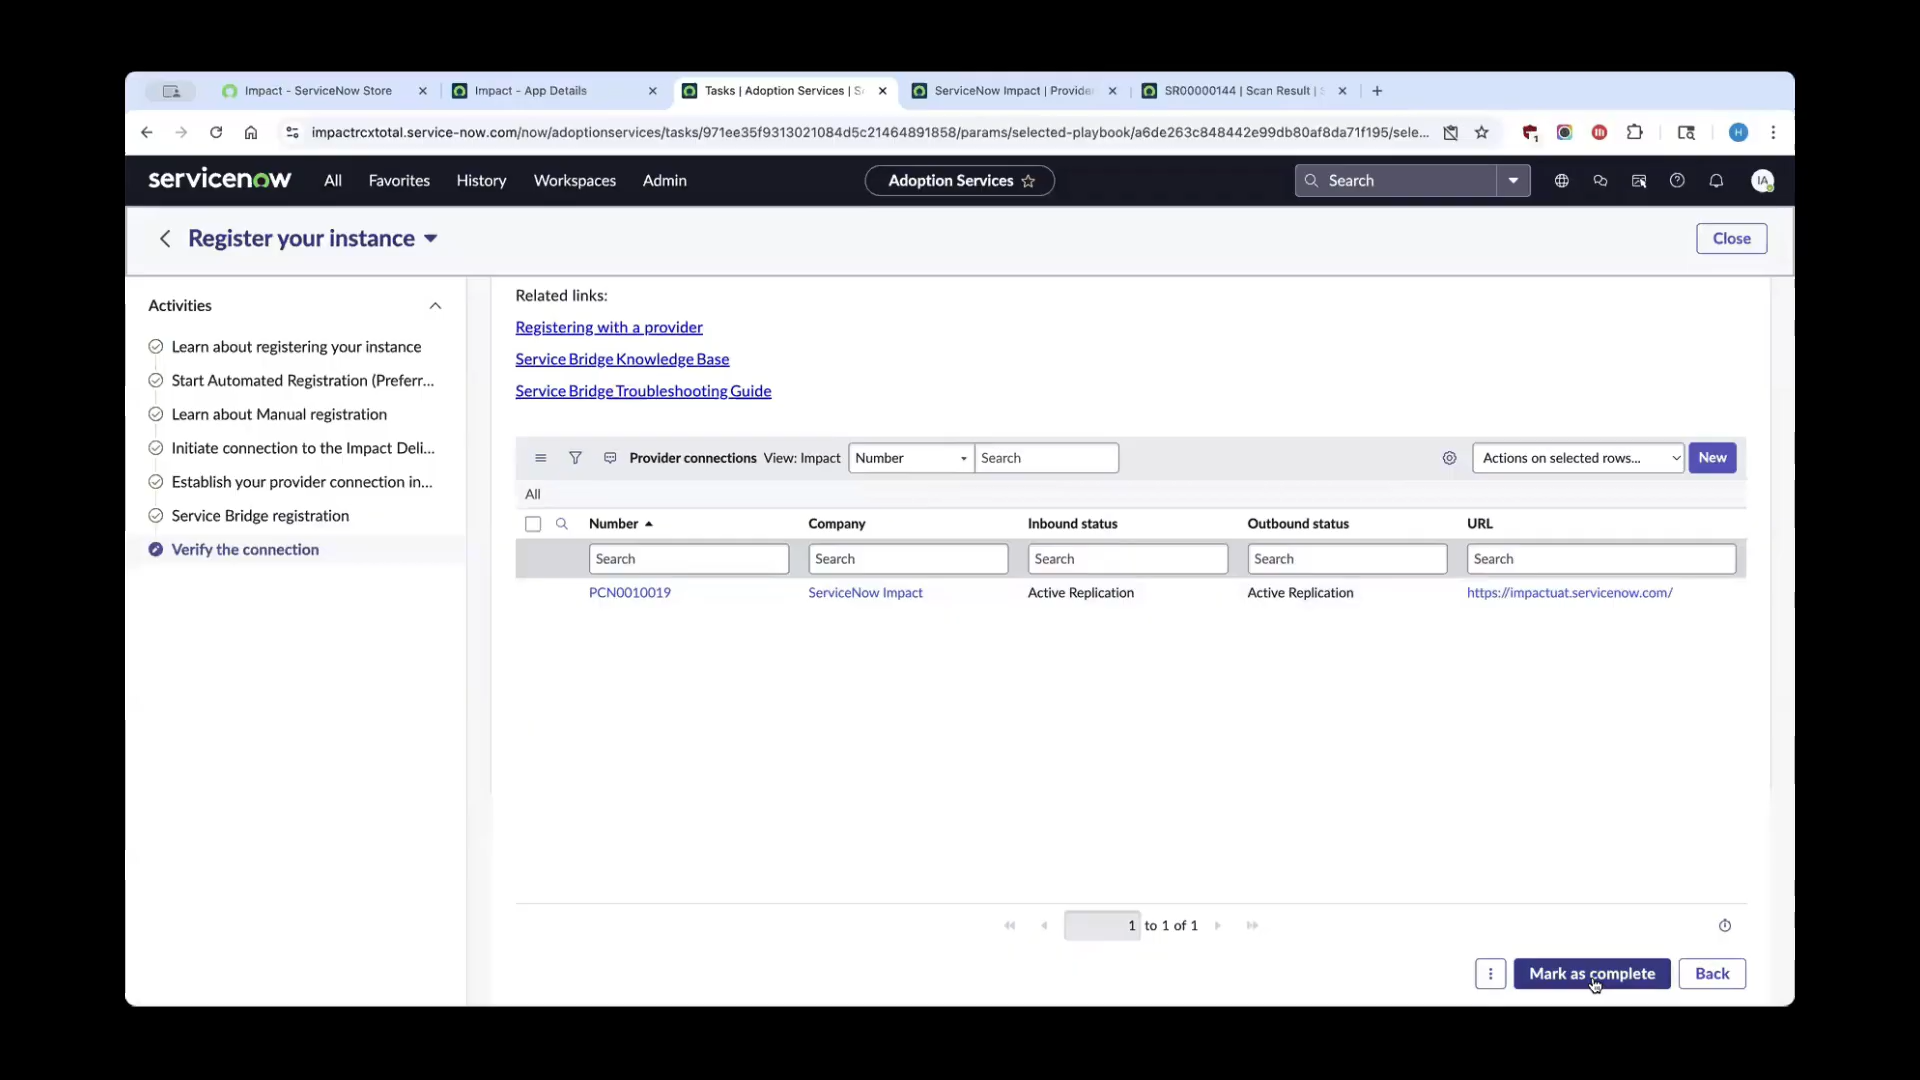 Impact - ServiceNow Store
Impact - App Details
Tasks | Adoption Services | S
ServiceNow Impact | Provide
SR00000144 | Scan Result | S
impactrcxtotal.service-now.com/now/adoptionservices/tasks/971ee35f9313021084d5c21464891858/params/selected-playbook/a6de263c848442e99db80af8da71f195/sele...
H
servicenow
All
Favorites
History
Workspaces
Admin
Adoption Services
Search
IA
Register your instance
Close
Activities
Learn about registering your instance
Start Automated Registration (Preferr...
Learn about Manual registration
Initiate connection to the Impact Deli...
Establish your provider connection in...
Service Bridge registration
Verify the connection
Related links:
Registering with a provider
Service Bridge Knowledge Base
Service Bridge Troubleshooting Guide
Provider connections View: Impact Number Search
Actions on selected rows... New
All
Number Company Inbound status Outbound status URL
Search Search Search Search Search
PCN0010019 ServiceNow Impact Active Replication Active Replication https://impactuat.servicenow.com/
1 to 1 of 1
Mark as complete
Back